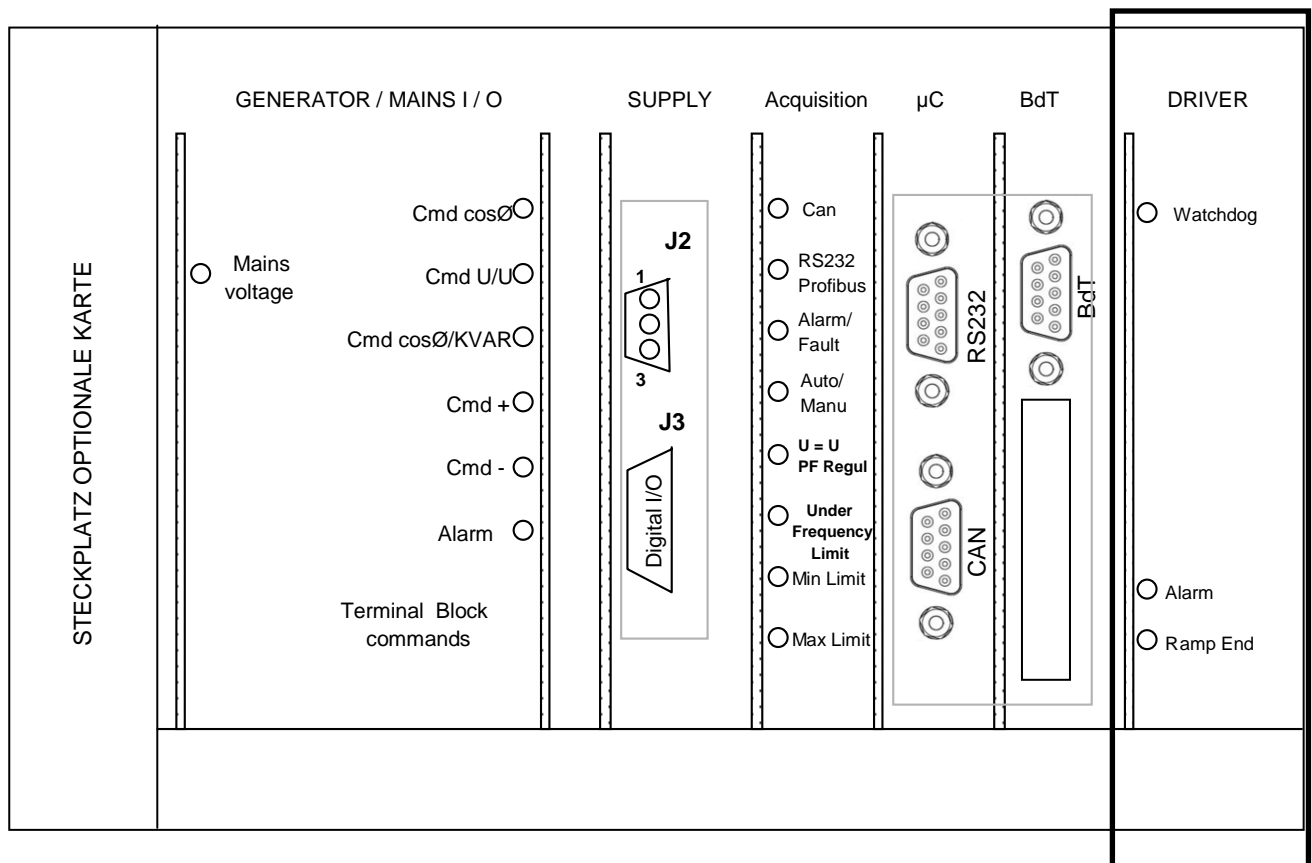 STECKPLATZ OPTIONALE KARTE
GENERATOR / MAINS I / O
Mains
voltage
Cmd cosØ
Cmd U/U
Cmd cosØ/KVAR
Cmd +
Cmd -
Alarm
Terminal Block
commands
SUPPLY
J2
1
3
J3
Digital I/O
Acquisition
Can
RS232
Profibus
Alarm/
Fault
Auto/
Manu
U = U
PF Regul
Under
Frequency
Limit
Min Limit
Max Limit
µC
RS232
CAN
BdT
BdT
DRIVER
Watchdog
Alarm
Ramp End